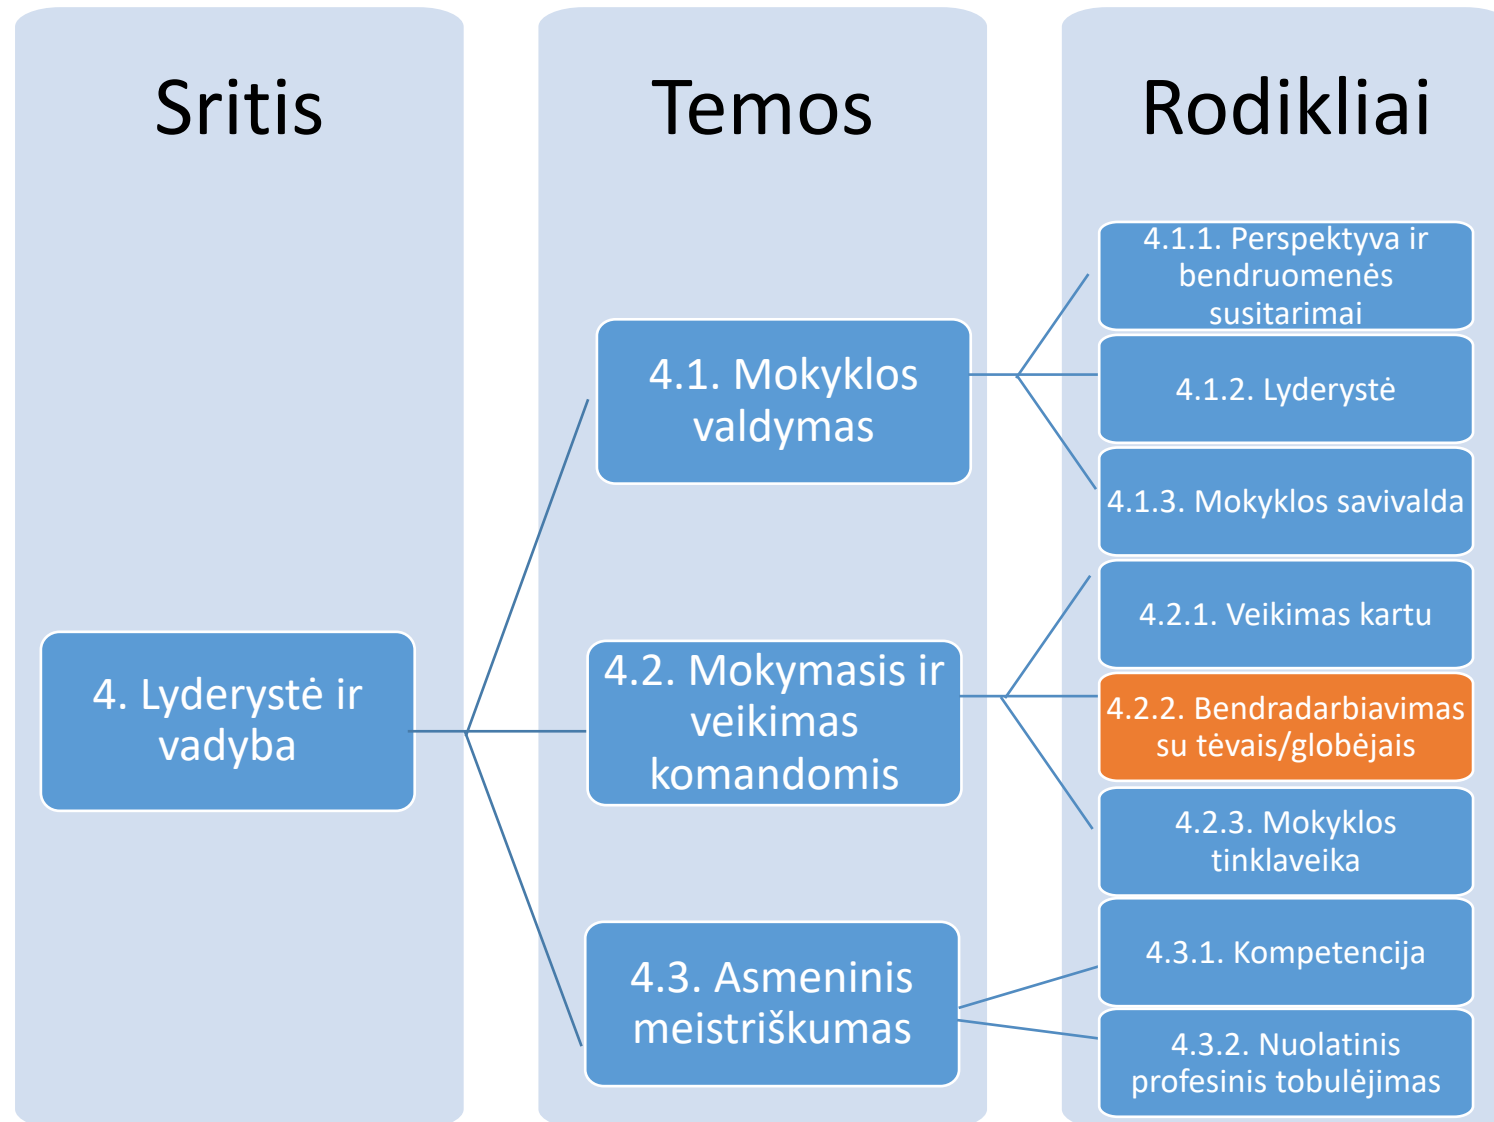 Sritis
Temos
Rodikliai
4. Lyderystė ir
vadyba
4.1. Mokyklos
valdymas
4.2. Mokymasis ir
veikimas
komandomis
4.3. Asmeninis
meistriškumas
4.1.1. Perspektyva ir
bendruomenės
susitarimai
4.1.2. Lyderystė
4.1.3. Mokyklos savivalda
4.2.1. Veikimas kartu
4.2.2. Bendradarbiavimas
su tėvais/globėjais
4.2.3. Mokyklos
tinklaveika
4.3.1. Kompetencija
4.3.2. Nuolatinis
profesinis tobulėjimas